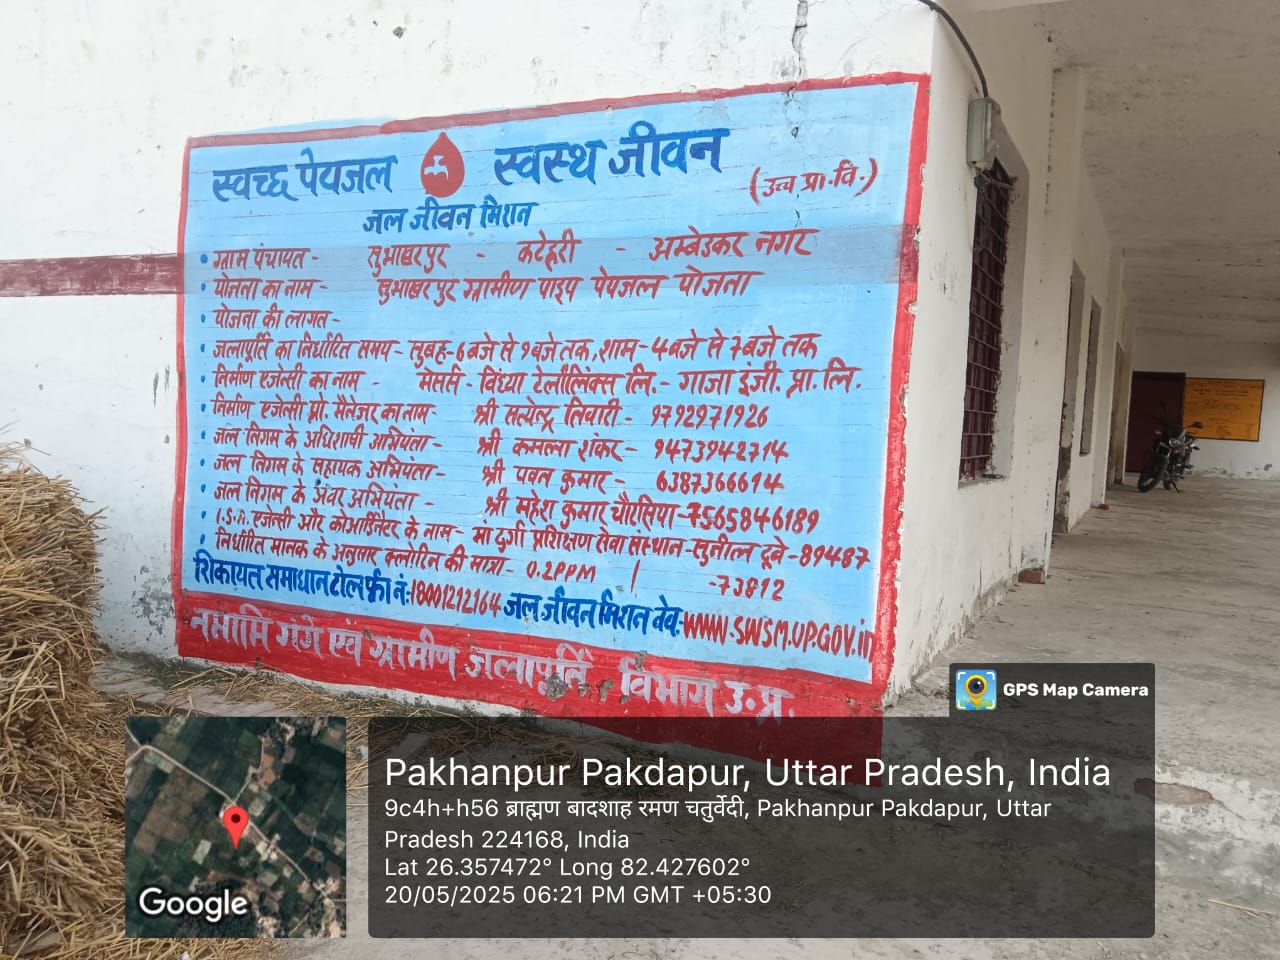 स्वच्छ पेयजल स्वस्थ जीवन
(उच्च प्रा. वि.)
जल जीवन मिशन
• ग्राम पंचायत - सुभाखरपुर - कटेहरी - अम्बेडकर नगर
• योजना का नाम - सुभाखरपुर ग्रामीण पाइप पेयजल योजना
• योजना की लागत -
• जलापूर्ति का निर्धारित समय - सुबह - 6 बजे से 9 बजे तक, शाम - 4 बजे से 7 बजे तक
• निर्माण एजेन्सी का नाम - मेसर्स - विंध्या टेलीलिंक्स लि. - गाजा इंजी. प्रा. लि.
• निर्माण एजेन्सी प्रो. मैनेजर का नाम - श्री सत्येन्द्र तिवारी - 9792971926
• जल निगम के अधिशाषी अभियंता - श्री कमला शंकर - 9473942714
• जल निगम के सहायक अभियंता - श्री पवन कुमार - 6387366614
• जल निगम के अवर अभियंता - श्री महेश कुमार चौरसिया - 7565846189
• I.S.A. एजेन्सी और कोआर्डिनेटर के नाम - मां दुर्गा प्रशिक्षण सेवा संस्थान - सुनील दूबे - 89487
• निर्धारित मानक के अनुसार क्लोरिन की मात्रा - 0.2PPM / -73812
शिकायत समाधान टोल फ्री नं:- 18001212164 जल जीवन मिशन वेब:- WWW.SWSM.UP.GOV.in
नमामि गंगे एवं ग्रामीण जलापूर्ति विभाग उ.प्र.
GPS Map Camera
Pakhanpur Pakdapur, Uttar Pradesh, India
9c4h+h56 ब्राह्मण बादशाह रमण चतुर्वेदी, Pakhanpur Pakdapur, Uttar
Pradesh 224168, India
Lat 26.357472° Long 82.427602°
20/05/2025 06:21 PM GMT +05:30
Google